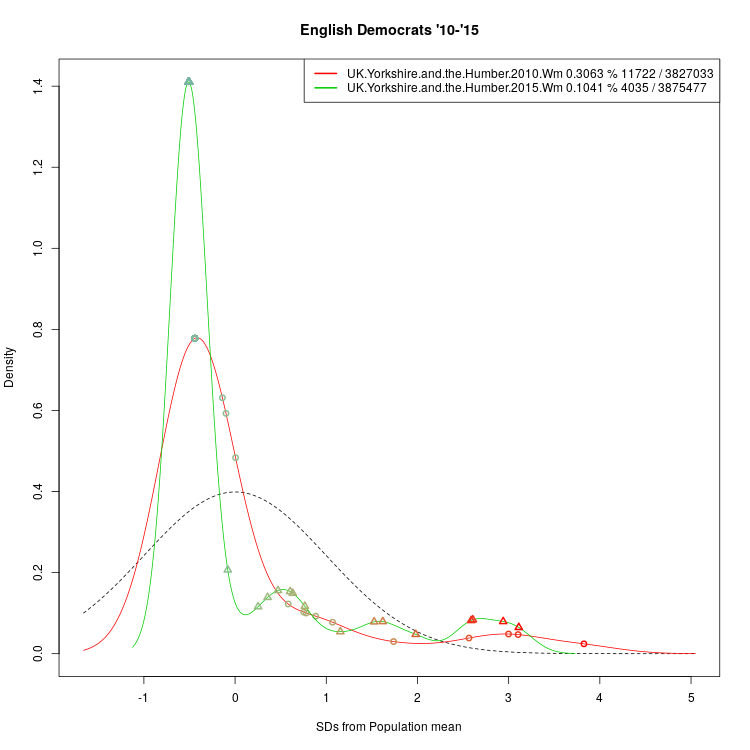 English Democrats '10-'15
UK.Yorkshire.and.the.Humber.2010.Wm 0.3063 % 11722 / 3827033
UK.Yorkshire.and.the.Humber.2015.Wm 0.1041 % 4035 / 3875477
Density
1.4
1.2
1.0
0.8
0.6
0.4
0.2
0.0
-1 0 1 2 3 4 5
SDs from Population mean